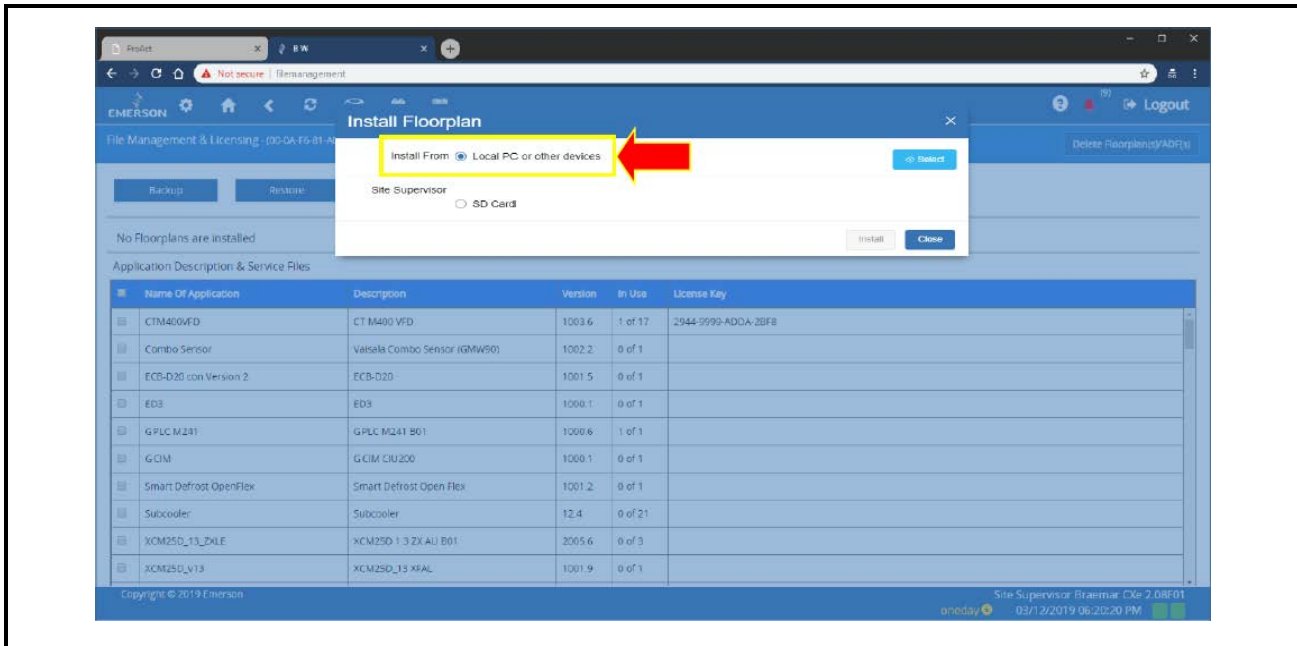 ProAct
B W
Not secure | filemanagement
EMERSON
(9)
Logout
Install Floorplan
File Management & Licensing - (00-0A-F6-81-A
Delete Floorplan(s)/ADF(s)
Install From Local PC or other devices
Select
Backup
Restore
Site Supervisor
SD Card
No Floorplans are installed
Install
Close
Application Description & Service Files
Name Of Application Description Version In Use License Key
CTM400VFD CT M400 VFD 1003.6 1 of 17 2944-9999-ADDA-2BF8
Combo Sensor Vaisala Combo Sensor (GMW90) 1002.2 0 of 1
ECB-D20 con Version 2 ECB-D20 1001.5 0 of 1
ED3 ED3 1000.1 0 of 1
GPLC M241 GPLC M241 B01 1000.6 1 of 1
GCIM GCIM CIU200 1000.1 0 of 1
Smart Defrost OpenFlex Smart Defrost Open Flex 1001.2 0 of 1
Subcooler Subcooler 12.4 0 of 21
XCM25D_13_ZXLE XCM25D 1.3 ZX AU B01 2005.6 0 of 3
XCM25D_V13 XCM25D_13 XFAL 1001.9 0 of 1
Copyright © 2019 Emerson
Site Supervisor Braemar CXe 2.08F01
oneday 03/12/2019 06:20:20 PM